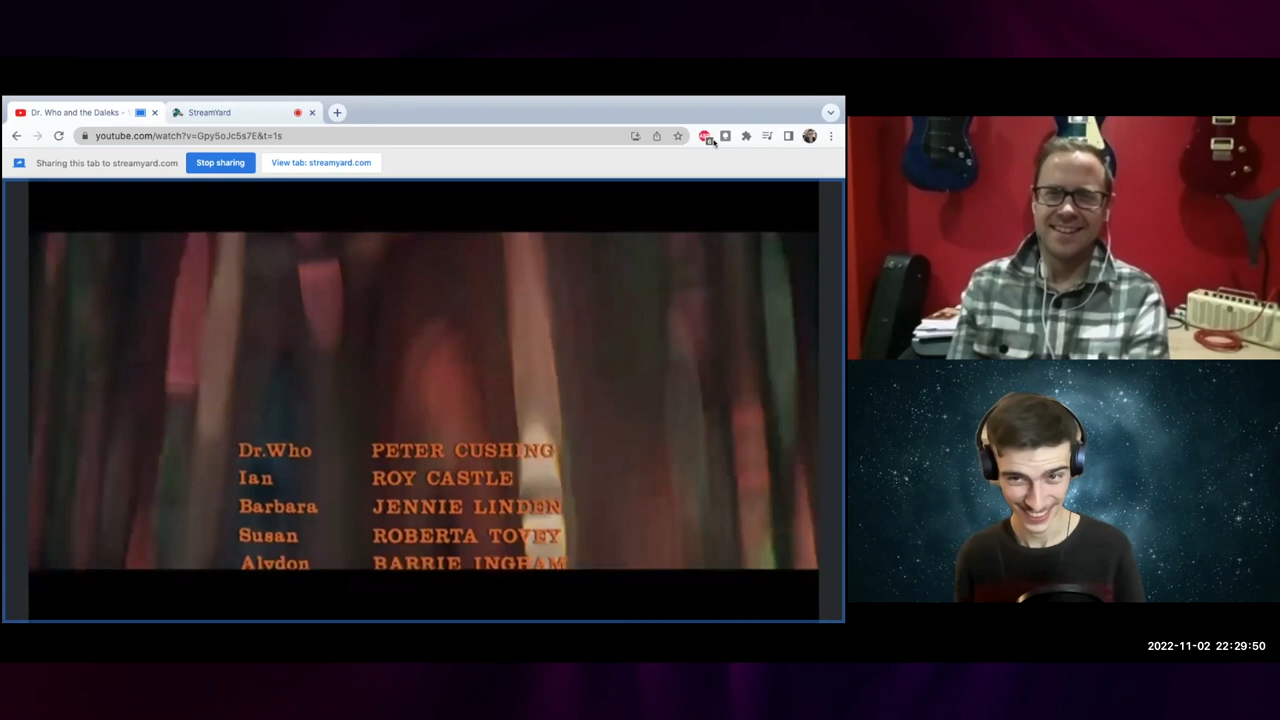 Dr. Who and the Daleks -
StreamYard
youtube.com/watch?v=Gpy5oJc5s7E&t=1s
Sharing this tab to streamyard.com
Stop sharing
View tab: streamyard.com
Dr.Who PETER CUSHING
Ian ROY CASTLE
Barbara JENNIE LINDEN
Susan ROBERTA TOVEY
Alydon BARRIE INGHAM
2022-11-02 22:29:50